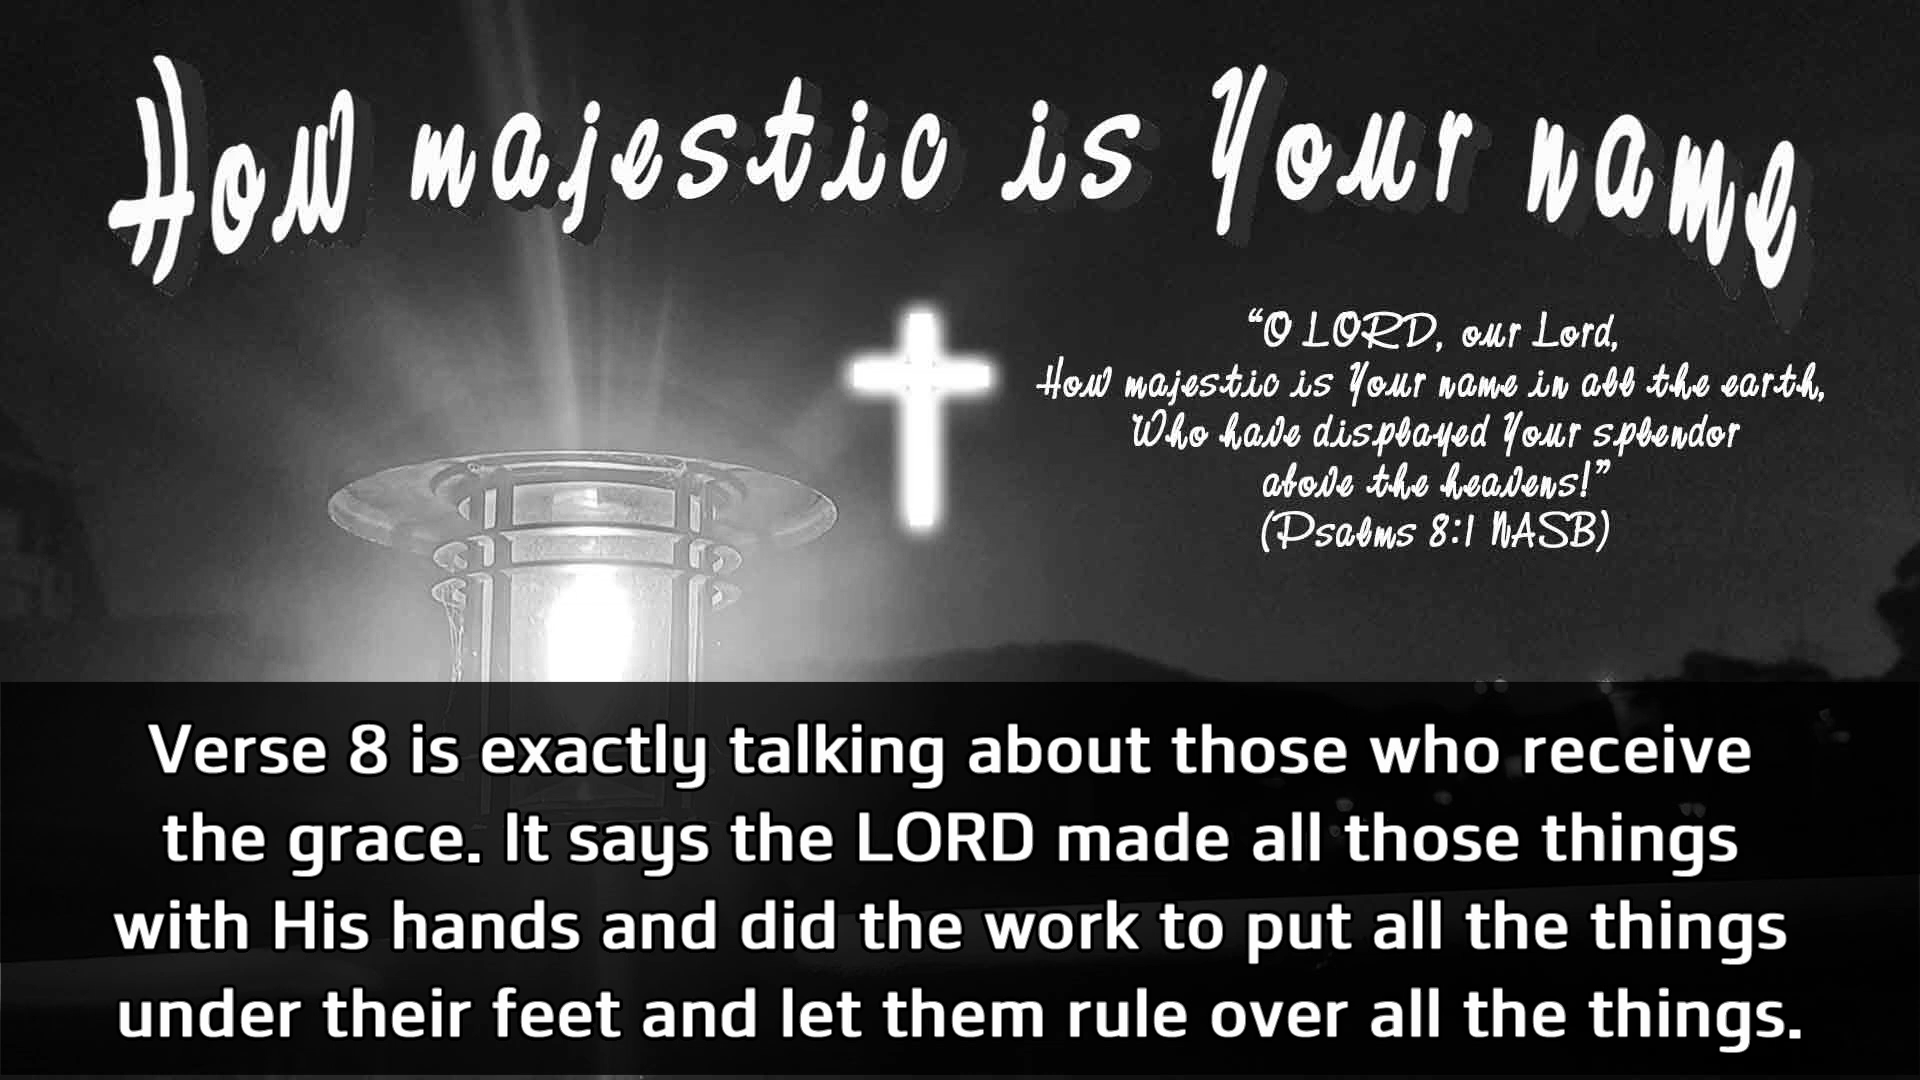 How majestic is Your name
“O LORD, our Lord,
How majestic is Your name in all the earth,
Who have displayed Your splendor
above the heavens!”
(Psalms 8:1 NASB)
Verse 8 is exactly talking about those who receive
the grace. It says the LORD made all those things
with His hands and did the work to put all the things
under their feet and let them rule over all the things.